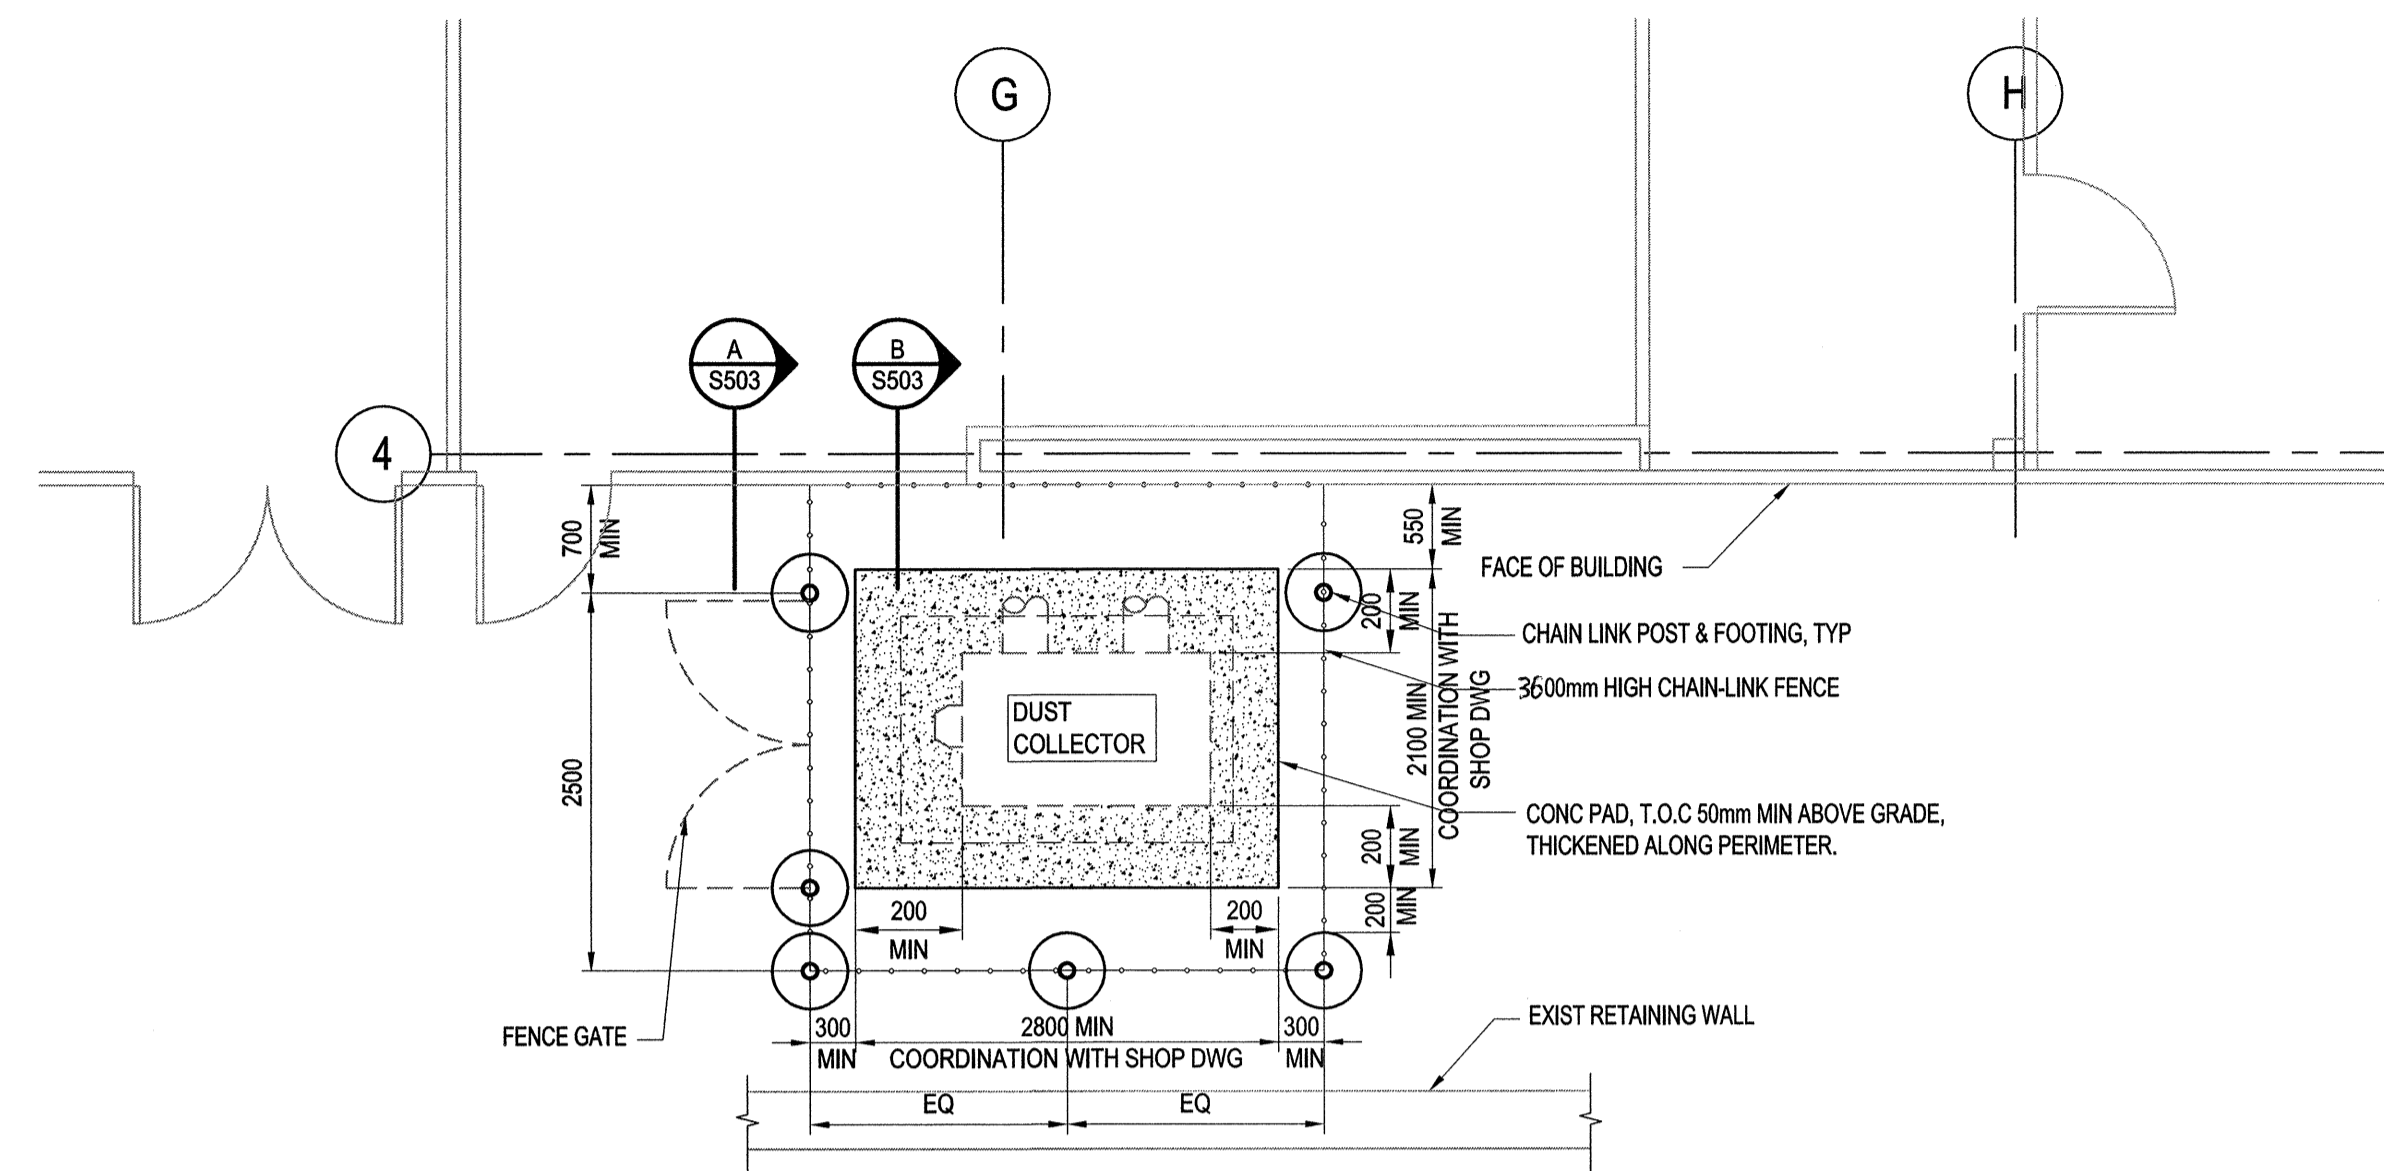 G
H
A
S503
B
S503
4
700
MIN
550
MIN
FACE OF BUILDING
200
MIN
CHAIN LINK POST & FOOTING, TYP
3600mm HIGH CHAIN-LINK FENCE
2100 MIN
COORDINATION WITH
SHOP DWG
DUST
COLLECTOR
2500
CONC PAD, T.O.C 50mm MIN ABOVE GRADE,
THICKENED ALONG PERIMETER.
200
MIN
200
MIN
200
MIN
200
MIN
EXIST RETAINING WALL
FENCE GATE
300
MIN
2800 MIN
COORDINATION WITH SHOP DWG
300
MIN
EQ
EQ